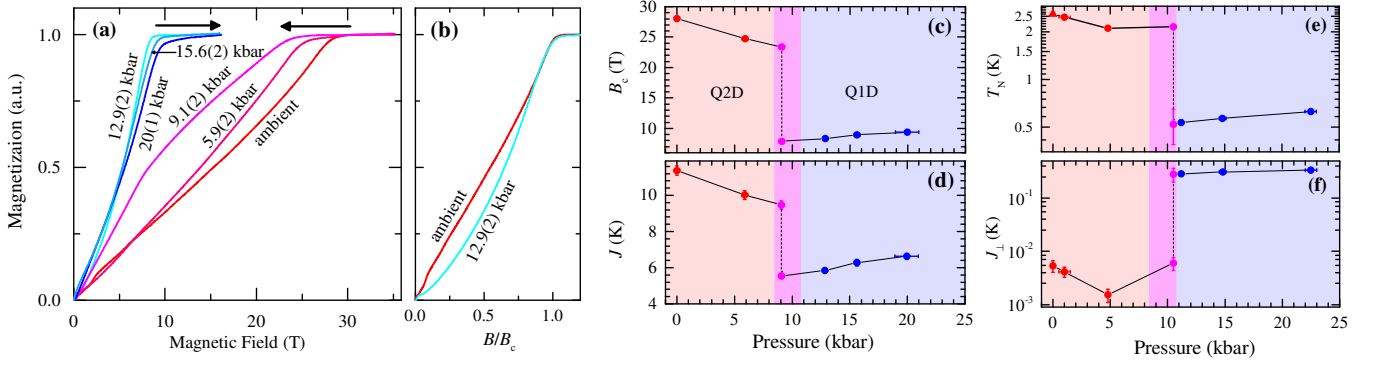 (a)
1.0
0.5
0.0
Magnetizaion (a.u.)
12.9(2) kbar
15.6(2) kbar
20(1) kbar
9.1(2) kbar
5.9(2) kbar
ambient
0 10 20 30
Magnetic Field (T)
(b)
ambient
12.9(2) kbar
0.0 0.5 1.0
B/Bc
(c)
30
25
20
15
10
Bc (T)
Q2D
Q1D
(d)
10
8
6
4
J (K)
0 5 10 15 20 25
Pressure (kbar)
(e)
2.5
1.5
1
0.5
TN (K)
(f)
10-1
10-2
10-3
J⊥ (K)
0 5 10 15 20 25
Pressure (kbar)